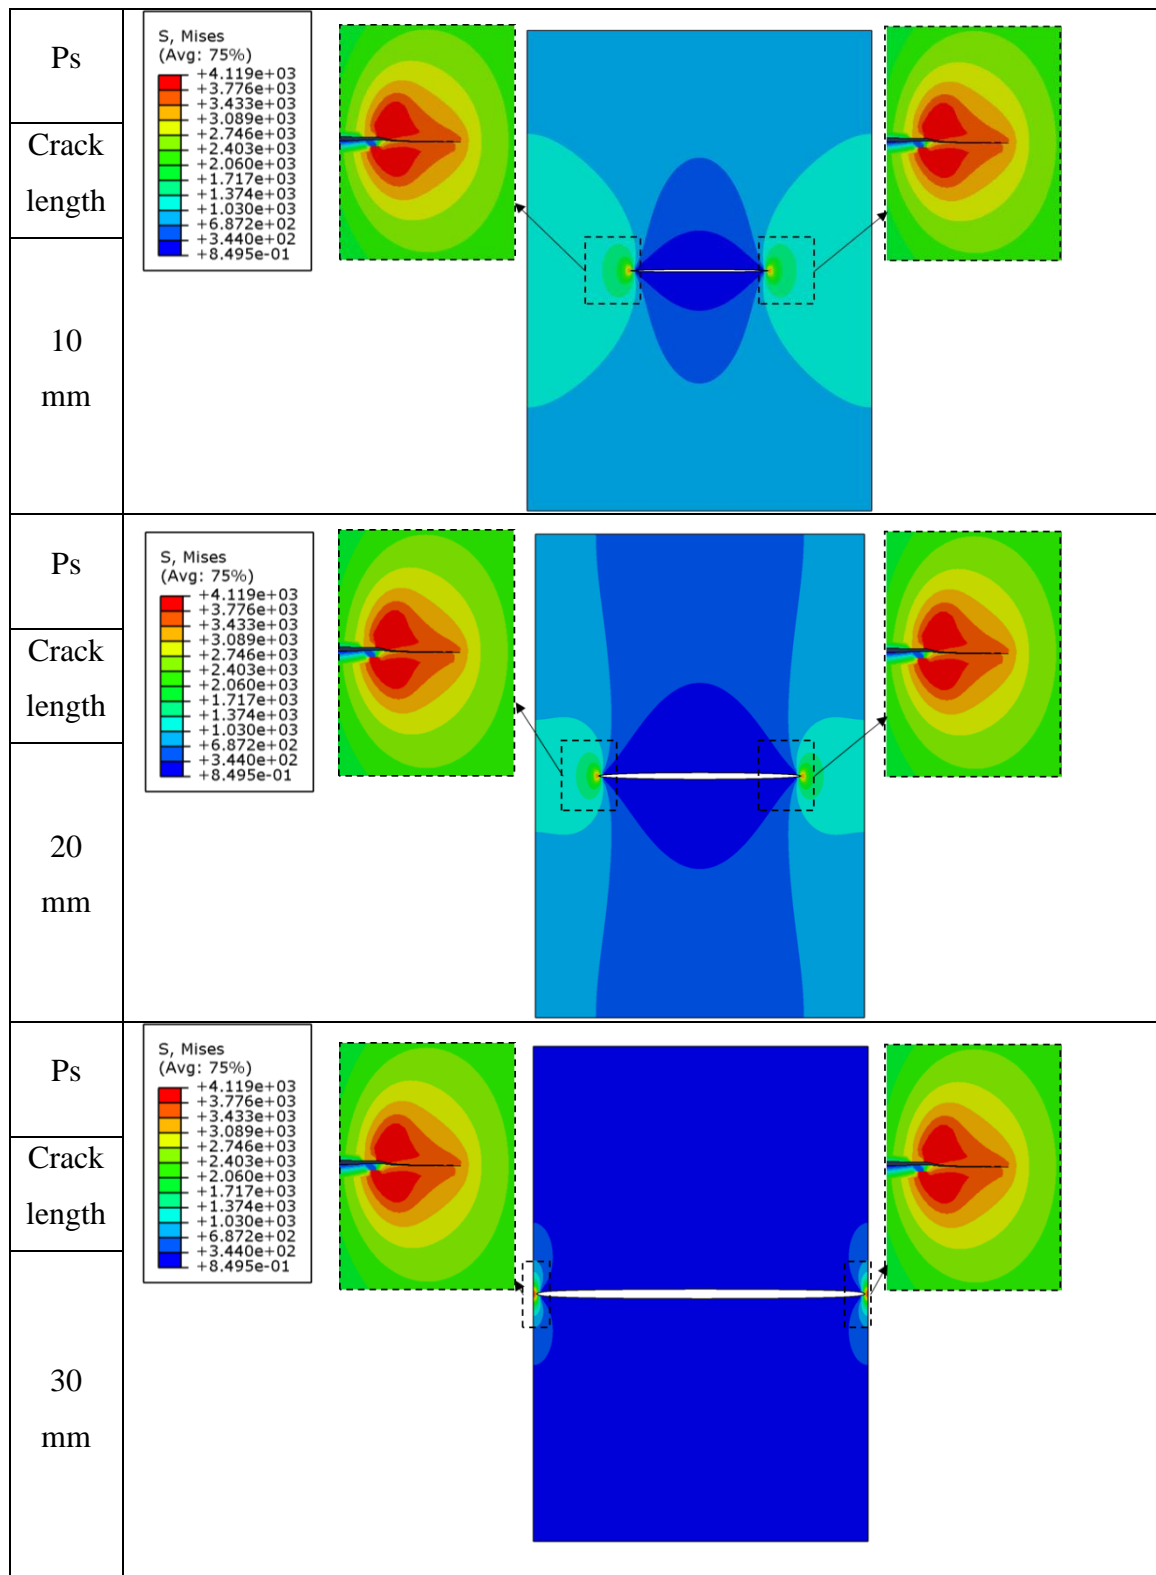 Ps
Crack
length
10
mm
S, Mises
(Avg: 75%)
+4.119e+03
+3.776e+03
+3.433e+03
+3.089e+03
+2.746e+03
+2.403e+03
+2.060e+03
+1.717e+03
+1.374e+03
+1.030e+03
+6.872e+02
+3.440e+02
+8.495e-01
Ps
Crack
length
20
mm
S, Mises
(Avg: 75%)
+4.119e+03
+3.776e+03
+3.433e+03
+3.089e+03
+2.746e+03
+2.403e+03
+2.060e+03
+1.717e+03
+1.374e+03
+1.030e+03
+6.872e+02
+3.440e+02
+8.495e-01
Ps
Crack
length
30
mm
S, Mises
(Avg: 75%)
+4.119e+03
+3.776e+03
+3.433e+03
+3.089e+03
+2.746e+03
+2.403e+03
+2.060e+03
+1.717e+03
+1.374e+03
+1.030e+03
+6.872e+02
+3.440e+02
+8.495e-01